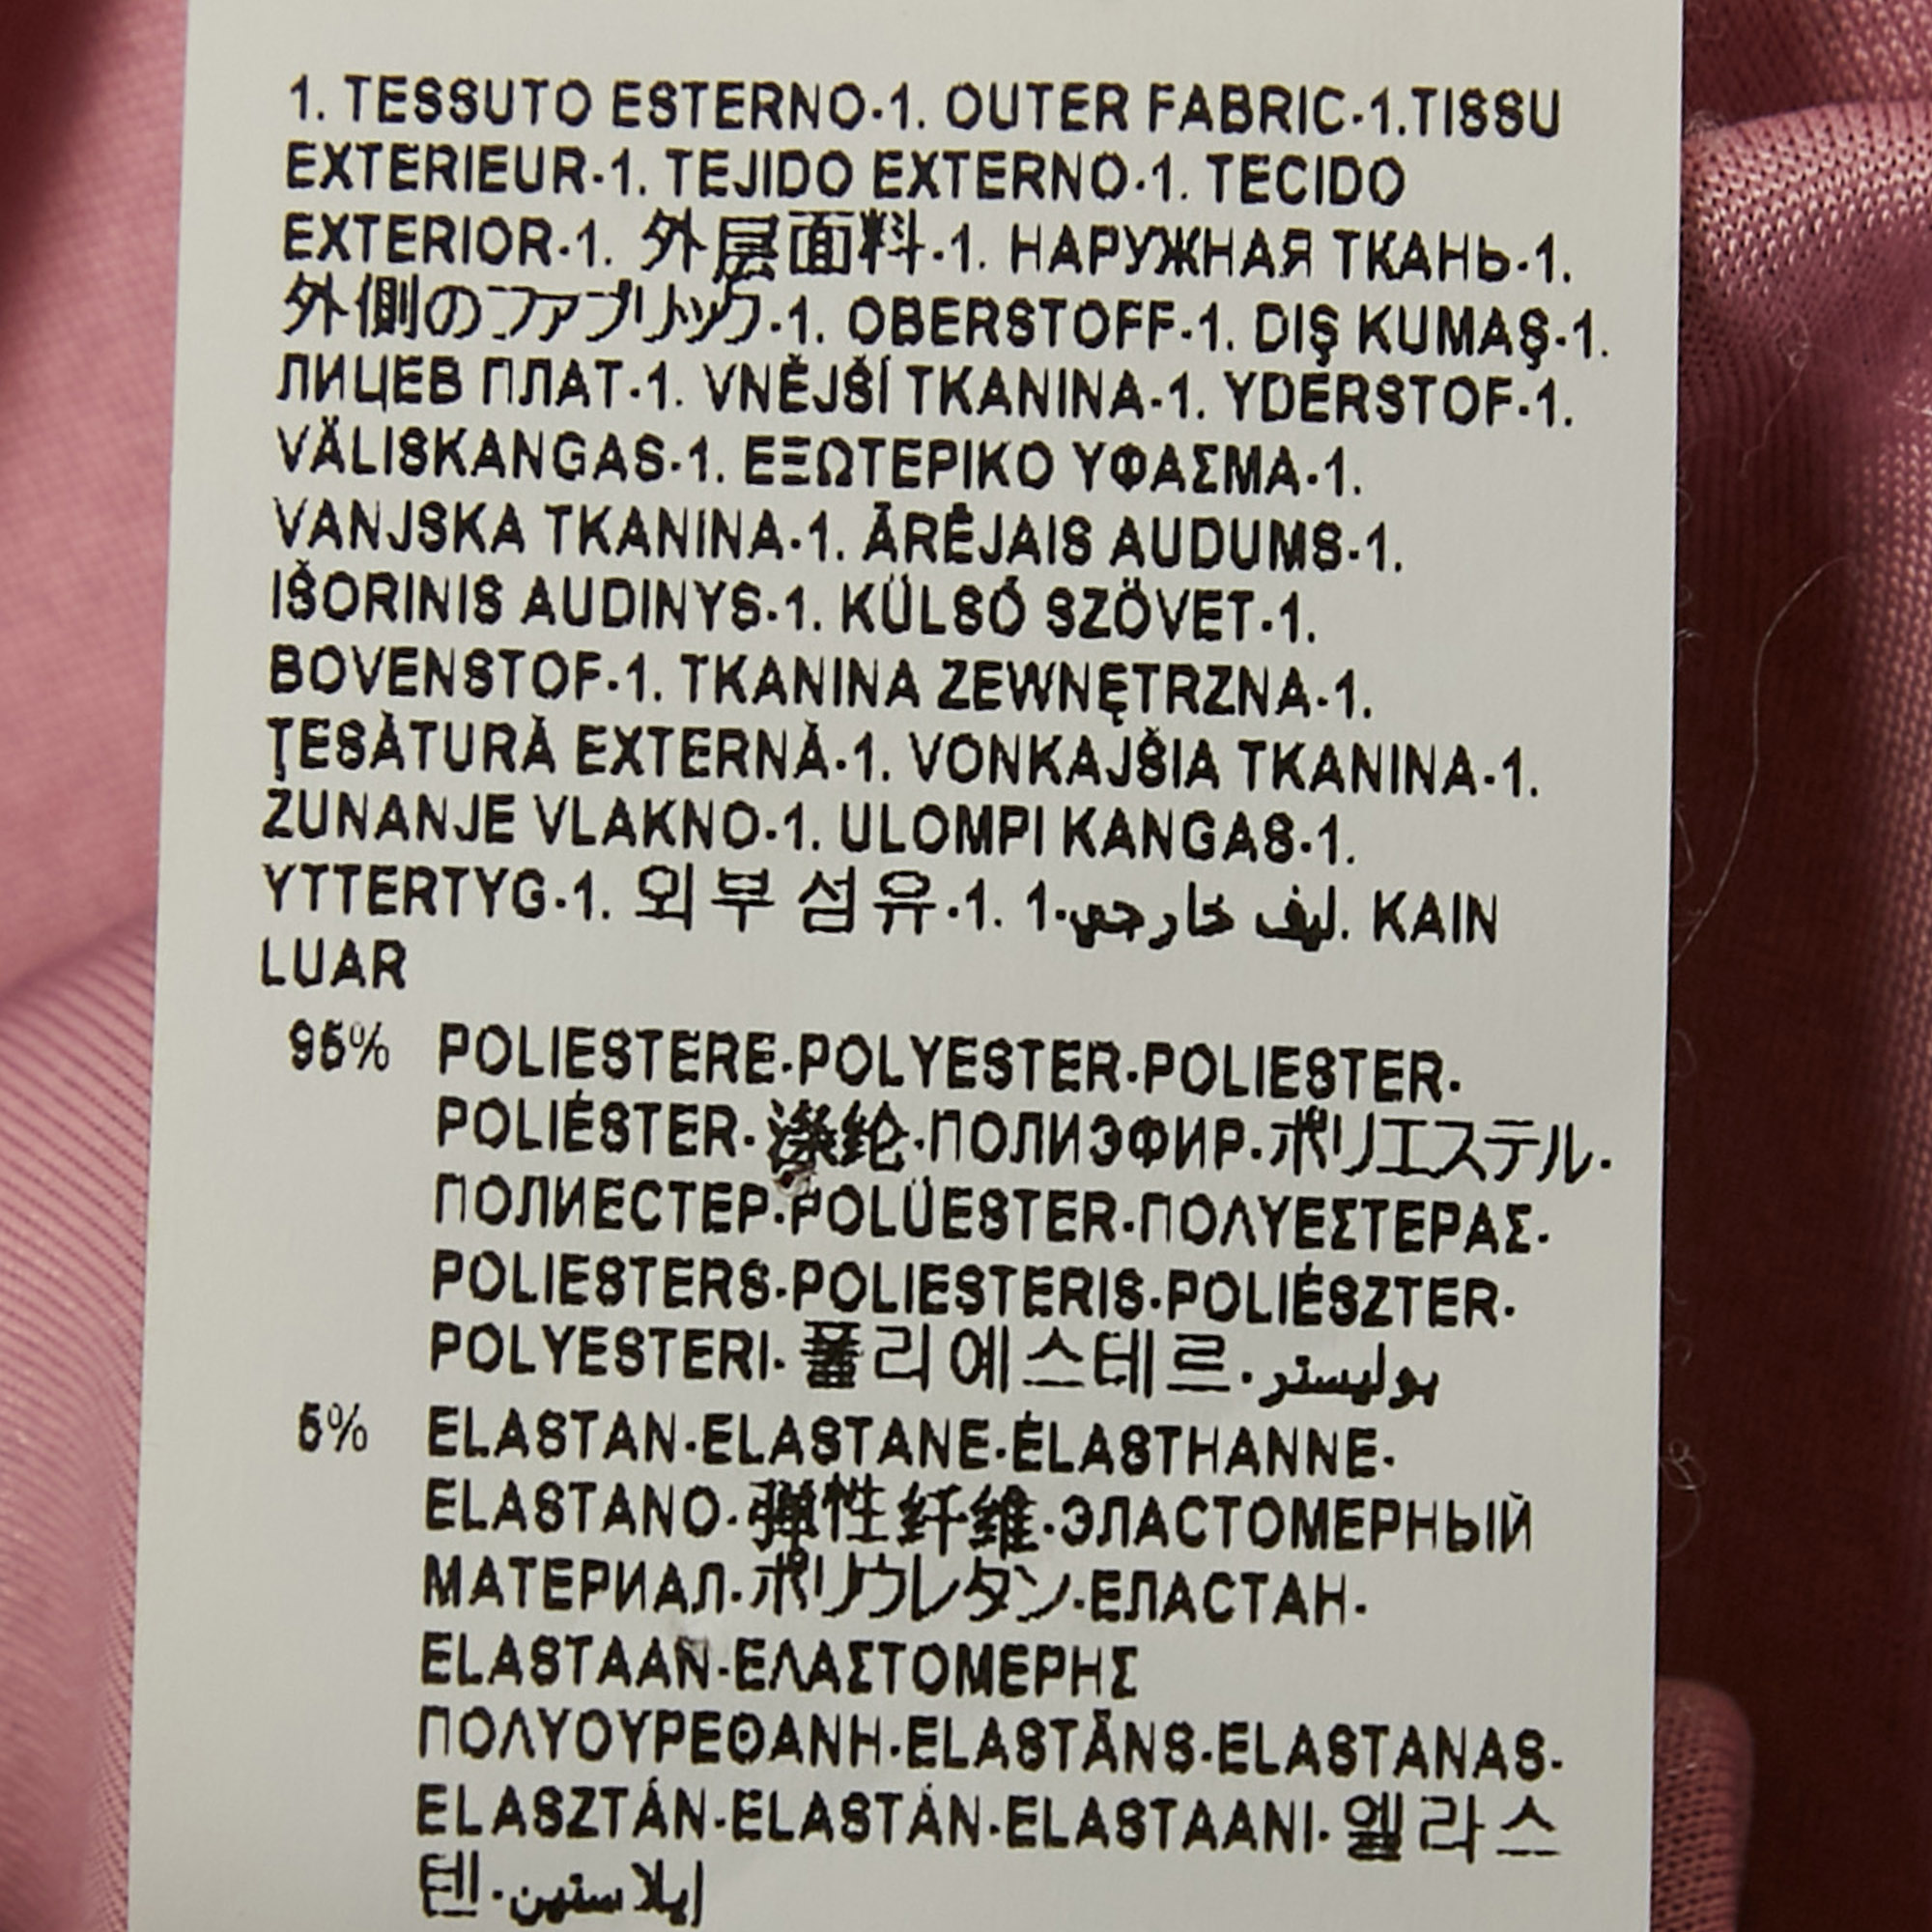 1. TESSUTO ESTERNO-1. OUTER FABRIC-1.TISSU
EXTERIEUR-1. TEJIDO EXTERNO-1. TECIDO
EXTERIOR-1. 外层面料-1. НАРУЖНАЯ ТКАНЬ-1.
外側のファブリック-1. OBERSTOFF-1. DIŞ KUMAŞ-1.
ЛИЦЕВ ПЛАТ-1. VNĚJŠÍ TKANINA-1. YDERSTOF-1.
VÄLISKANGAS-1. ΕΞΩΤΕΡΙΚΟ ΥΦΑΣΜΑ-1.
VANJSKA TKANINA-1. ĀRĒJAIS AUDUMS-1.
IŠORINIS AUDINYS-1. KÜLSŐ SZÖVET-1.
BOVENSTOF-1. TKANINA ZEWNĘTRZNA-1.
ŢESĂTURĂ EXTERNĂ-1. VONKAJŠIA TKANINA-1.
ZUNANJE VLAKNO-1. ULOMPI KANGAS-1.
YTTERTYG-1. 외부 섬유-1. ليف خارجي-1. KAIN
LUAR
95% POLIESTERE-POLYESTER-POLIESTER-
POLIÉSTER-涤纶-ПОЛИЭФИР-ポリエステル-
ПОЛИЕСТЕР-POLÜESTER-ΠΟΛΥΕΣΤΕΡΑΣ-
POLIESTERS-POLIESTERIS-POLIÉSZTER-
POLYESTERI-폴리에스테르-بوليستر
5% ELASTAN-ELASTANE-ÉLASTHANNE-
ELASTANO-弹性纤维-ЭЛАСТОМЕРНЫЙ
МАТЕРИАЛ-ポリウレタン-ЕЛАСТАН-
ELASTAAN-ΕΛΑΣΤΟΜΕΡΗΣ
ΠΟΛΥΟΥΡΕΘΑΝΗ-ELASTĀNS-ELASTANAS-
ELASZTÁN-ELASTÁN-ELASTAANI-엘라스
텐-إيلاستين